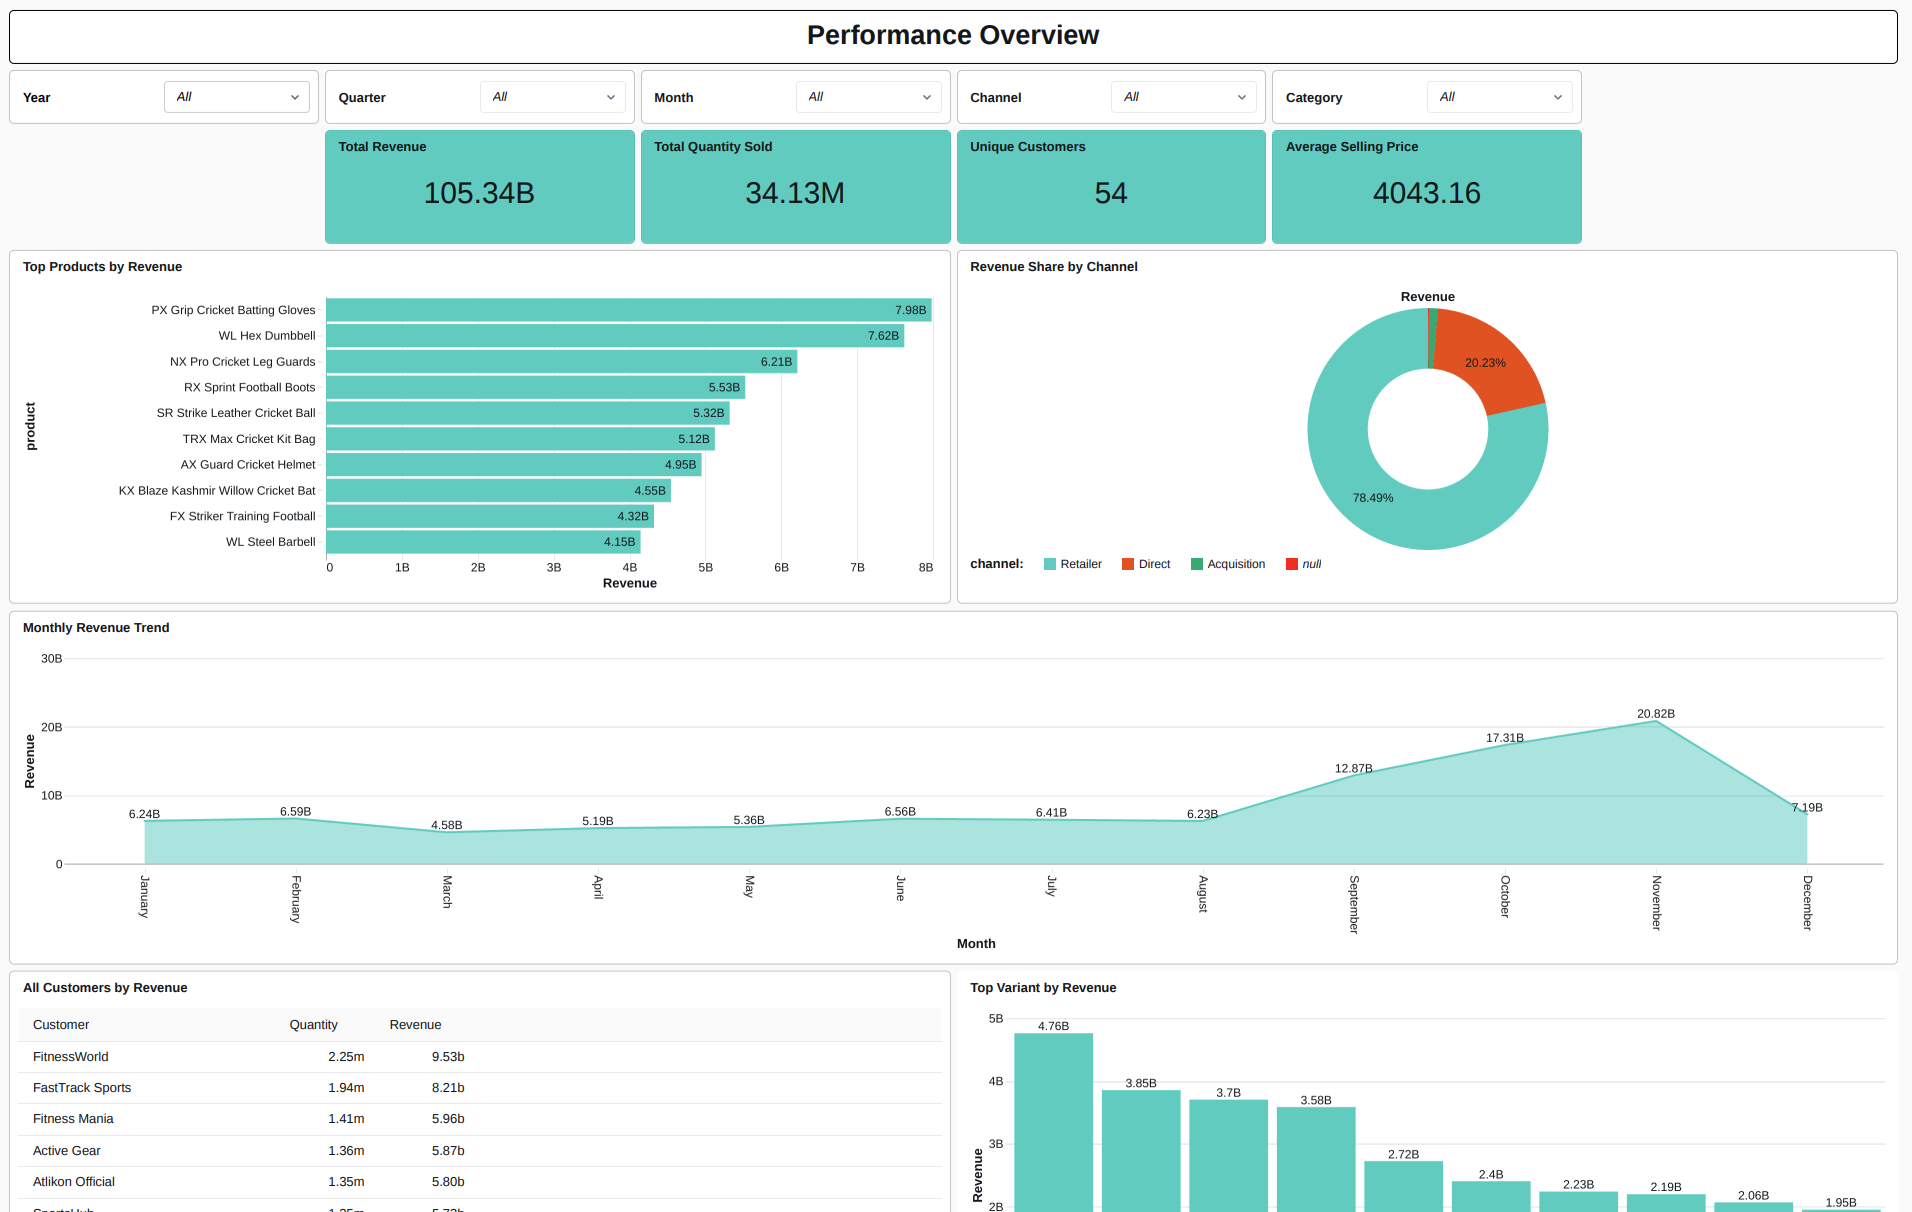 Performance Overview
Year All Quarter All Month All Channel All Category All
Total Revenue
105.34B
Total Quantity Sold
34.13M
Unique Customers
54
Average Selling Price
4043.16
Top Products by Revenue
product
PX Grip Cricket Batting Gloves 7.98B
WL Hex Dumbbell 7.62B
NX Pro Cricket Leg Guards 6.21B
RX Sprint Football Boots 5.53B
SR Strike Leather Cricket Ball 5.32B
TRX Max Cricket Kit Bag 5.12B
AX Guard Cricket Helmet 4.95B
KX Blaze Kashmir Willow Cricket Bat 4.55B
FX Striker Training Football 4.32B
WL Steel Barbell 4.15B
0 1B 2B 3B 4B 5B 6B 7B 8B
Revenue
Revenue Share by Channel
Revenue
20.23%
78.49%
channel: Retailer Direct Acquisition null
Monthly Revenue Trend
Revenue
30B
20B
10B
0
6.24B 6.59B 4.58B 5.19B 5.36B 6.56B 6.41B 6.23B 12.87B 17.31B 20.82B 7.19B
January February March April May June July August September October November December
Month
All Customers by Revenue
Customer Quantity Revenue
FitnessWorld 2.25m 9.53b
FastTrack Sports 1.94m 8.21b
Fitness Mania 1.41m 5.96b
Active Gear 1.36m 5.87b
Atlikon Official 1.35m 5.80b
Top Variant by Revenue
Revenue
5B
4B
3B
2B
4.76B 3.85B 3.7B 3.58B 2.72B 2.4B 2.23B 2.19B 2.06B 1.95B